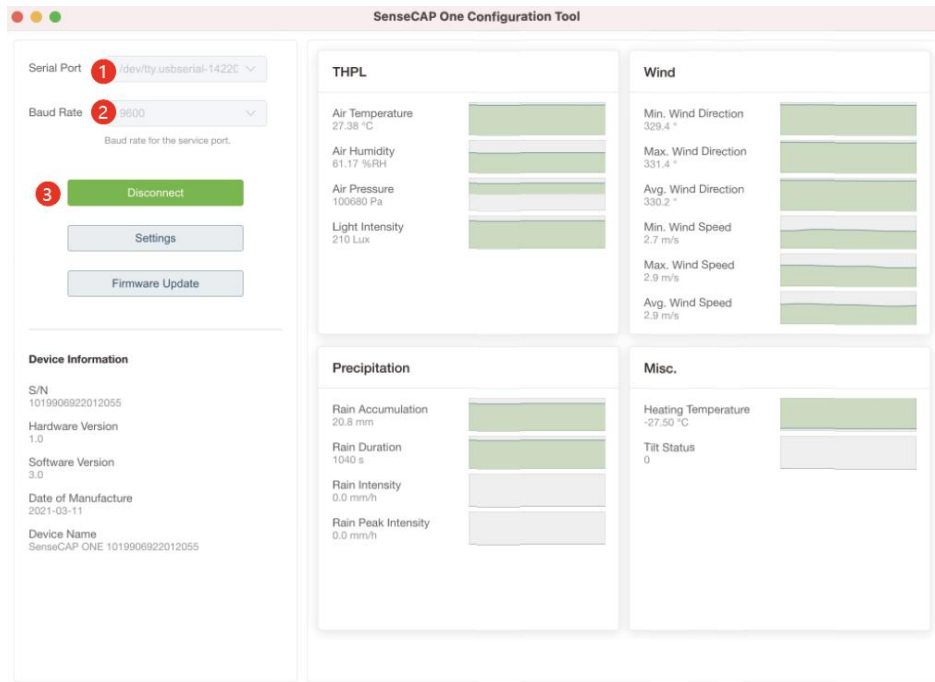 SenseCAP One Configuration Tool
Serial Port 1 /dev/tty.usbserial-1422
Baud Rate 2 9600
Baud rate for the service port.
3 Disconnect
Settings
Firmware Update
Device Information
S/N
1019906922012055
Hardware Version
1.0
Software Version
3.0
Date of Manufacture
2021-03-11
Device Name
SenseCAP ONE 1019906922012055
THPL
Air Temperature
27.38 °C
Air Humidity
61.17 %RH
Air Pressure
100680 Pa
Light Intensity
210 Lux
Wind
Min. Wind Direction
329.4 °
Max. Wind Direction
331.4 °
Avg. Wind Direction
330.2 °
Min. Wind Speed
2.7 m/s
Max. Wind Speed
2.9 m/s
Avg. Wind Speed
2.9 m/s
Precipitation
Rain Accumulation
20.8 mm
Rain Duration
1040 s
Rain Intensity
0.0 mm/h
Rain Peak Intensity
0.0 mm/h
Misc.
Heating Temperature
-27.50 °C
Tilt Status
0